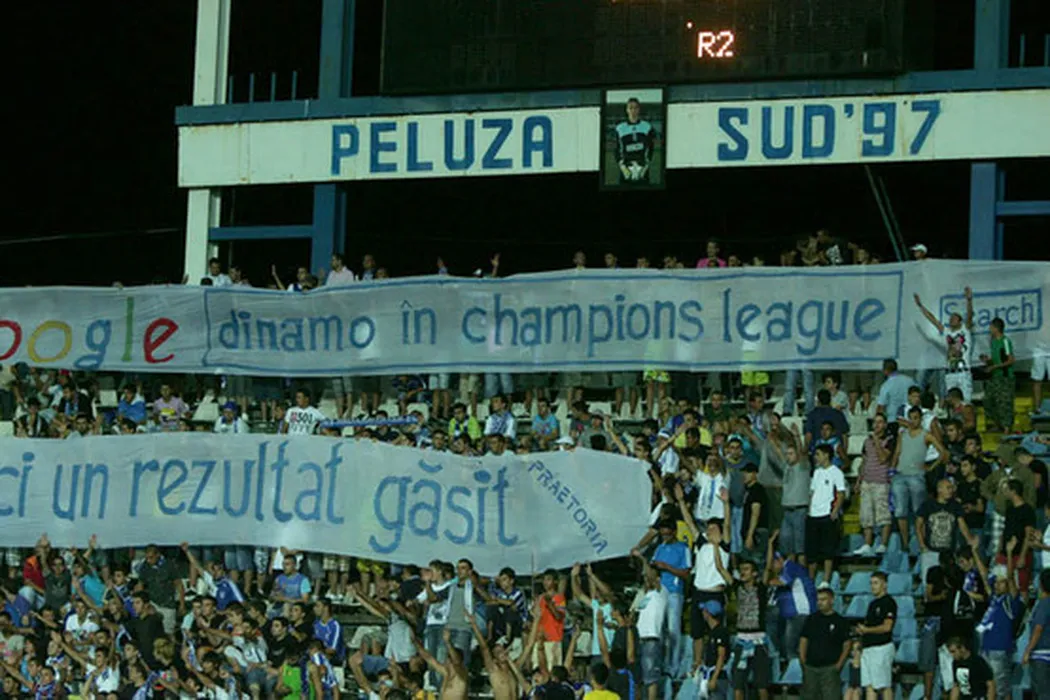 R2
PELUZA SUD'97
oogle dinamo în champions league Search
ci un rezultat găsit PRAETORIA